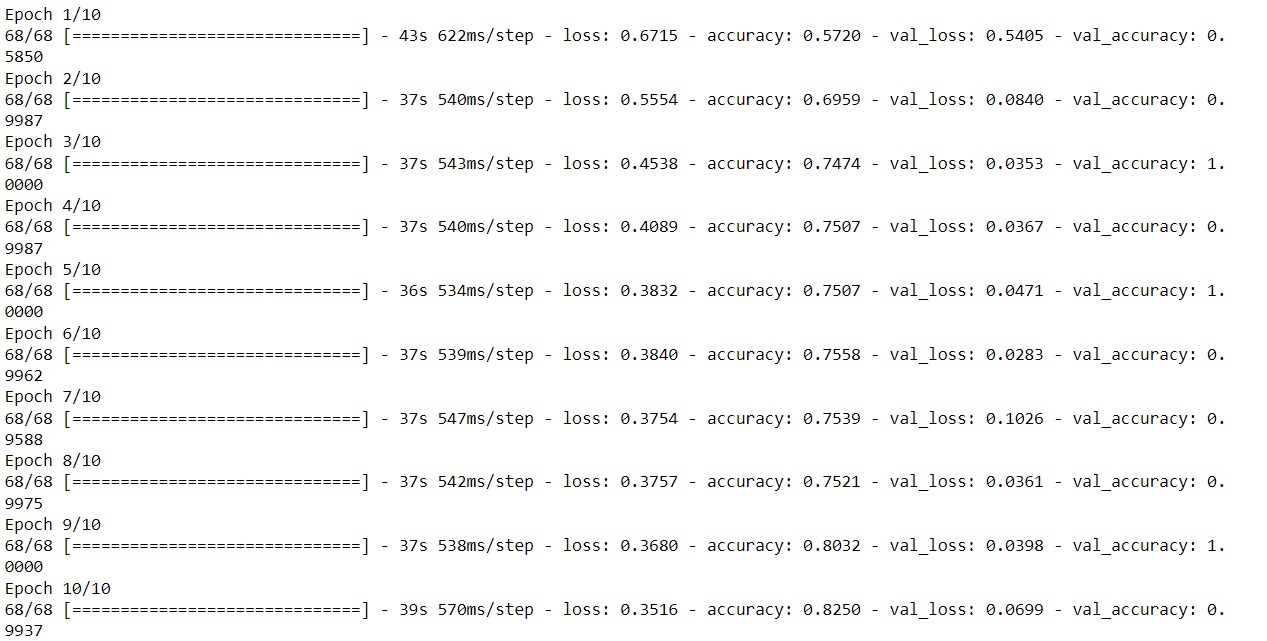 Epoch 1/10
68/68 [==============================] - 43s 622ms/step - loss: 0.6715 - accuracy: 0.5720 - val_loss: 0.5405 - val_accuracy: 0.
5850
Epoch 2/10
68/68 [==============================] - 37s 540ms/step - loss: 0.5554 - accuracy: 0.6959 - val_loss: 0.0840 - val_accuracy: 0.
9987
Epoch 3/10
68/68 [==============================] - 37s 543ms/step - loss: 0.4538 - accuracy: 0.7474 - val_loss: 0.0353 - val_accuracy: 1.
0000
Epoch 4/10
68/68 [==============================] - 37s 540ms/step - loss: 0.4089 - accuracy: 0.7507 - val_loss: 0.0367 - val_accuracy: 0.
9987
Epoch 5/10
68/68 [==============================] - 36s 534ms/step - loss: 0.3832 - accuracy: 0.7507 - val_loss: 0.0471 - val_accuracy: 1.
0000
Epoch 6/10
68/68 [==============================] - 37s 539ms/step - loss: 0.3840 - accuracy: 0.7558 - val_loss: 0.0283 - val_accuracy: 0.
9962
Epoch 7/10
68/68 [==============================] - 37s 547ms/step - loss: 0.3754 - accuracy: 0.7539 - val_loss: 0.1026 - val_accuracy: 0.
9588
Epoch 8/10
68/68 [==============================] - 37s 542ms/step - loss: 0.3757 - accuracy: 0.7521 - val_loss: 0.0361 - val_accuracy: 0.
9975
Epoch 9/10
68/68 [==============================] - 37s 538ms/step - loss: 0.3680 - accuracy: 0.8032 - val_loss: 0.0398 - val_accuracy: 1.
0000
Epoch 10/10
68/68 [==============================] - 39s 570ms/step - loss: 0.3516 - accuracy: 0.8250 - val_loss: 0.0699 - val_accuracy: 0.
9937